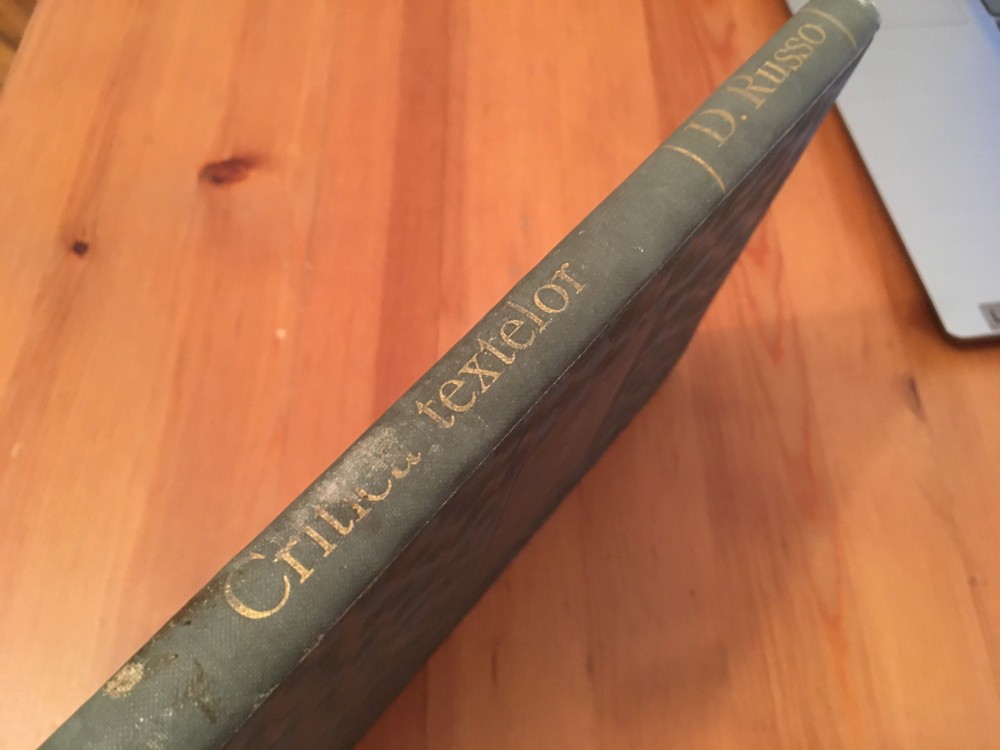 Critica textelor
D. Russo